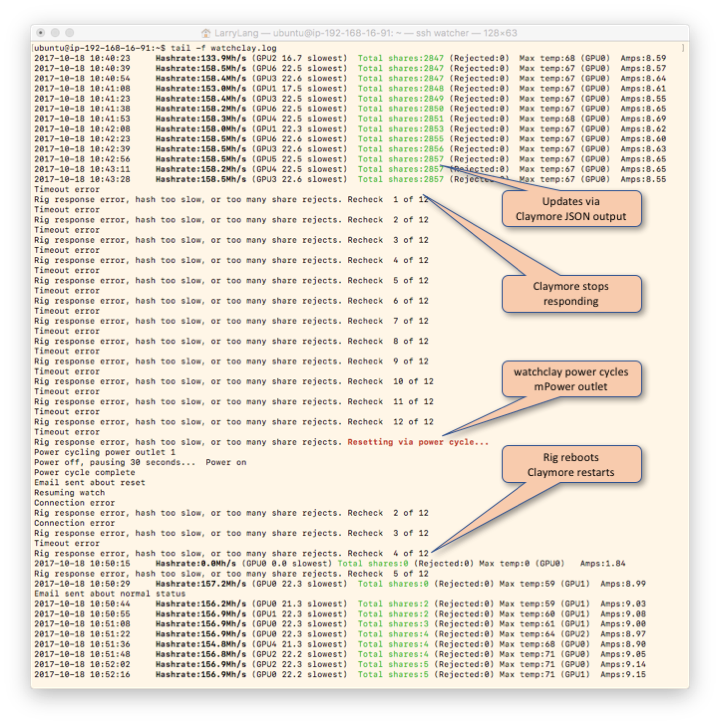 LarryLang — ubuntu@ip-192-168-16-91: ~ — ssh watcher — 128×63
ubuntu@ip-192-168-16-91:~$ tail -f watchclay.log
2017-10-18 10:40:23 Hashrate:133.9Mh/s (GPU2 16.7 slowest) Total shares:2847 (Rejected:0) Max temp:68 (GPU0) Amps:8.59
2017-10-18 10:40:39 Hashrate:158.5Mh/s (GPU6 22.5 slowest) Total shares:2847 (Rejected:0) Max temp:67 (GPU0) Amps:8.57
2017-10-18 10:40:54 Hashrate:158.4Mh/s (GPU3 22.6 slowest) Total shares:2847 (Rejected:0) Max temp:67 (GPU0) Amps:8.64
2017-10-18 10:41:08 Hashrate:153.0Mh/s (GPU1 17.5 slowest) Total shares:2848 (Rejected:0) Max temp:67 (GPU0) Amps:8.61
2017-10-18 10:41:23 Hashrate:158.4Mh/s (GPU3 22.5 slowest) Total shares:2849 (Rejected:0) Max temp:67 (GPU0) Amps:8.55
2017-10-18 10:41:38 Hashrate:158.2Mh/s (GPU6 22.5 slowest) Total shares:2850 (Rejected:0) Max temp:67 (GPU0) Amps:8.65
2017-10-18 10:41:53 Hashrate:158.3Mh/s (GPU4 22.5 slowest) Total shares:2851 (Rejected:0) Max temp:68 (GPU0) Amps:8.69
2017-10-18 10:42:08 Hashrate:158.0Mh/s (GPU1 22.3 slowest) Total shares:2853 (Rejected:0) Max temp:67 (GPU0) Amps:8.62
2017-10-18 10:42:23 Hashrate:158.5Mh/s (GPU6 22.6 slowest) Total shares:2855 (Rejected:0) Max temp:67 (GPU0) Amps:8.60
2017-10-18 10:42:39 Hashrate:158.5Mh/s (GPU3 22.6 slowest) Total shares:2856 (Rejected:0) Max temp:67 (GPU0) Amps:8.63
2017-10-18 10:42:56 Hashrate:158.5Mh/s (GPU5 22.5 slowest) Total shares:2857 (Rejected:0) Max temp:67 (GPU0) Amps:8.65
2017-10-18 10:43:11 Hashrate:158.2Mh/s (GPU4 22.5 slowest) Total shares:2857 (Rejected:0) Max temp:67 (GPU0) Amps:8.65
2017-10-18 10:43:28 Hashrate:158.5Mh/s (GPU3 22.6 slowest) Total shares:2857 (Rejected:0) Max temp:67 (GPU0) Amps:8.55
Timeout error
Rig response error, hash too slow, or too many share rejects. Recheck 1 of 12
Timeout error
Rig response error, hash too slow, or too many share rejects. Recheck 2 of 12
Timeout error
Rig response error, hash too slow, or too many share rejects. Recheck 3 of 12
Timeout error
Rig response error, hash too slow, or too many share rejects. Recheck 4 of 12
Timeout error
Rig response error, hash too slow, or too many share rejects. Recheck 5 of 12
Timeout error
Rig response error, hash too slow, or too many share rejects. Recheck 6 of 12
Timeout error
Rig response error, hash too slow, or too many share rejects. Recheck 7 of 12
Timeout error
Rig response error, hash too slow, or too many share rejects. Recheck 8 of 12
Timeout error
Rig response error, hash too slow, or too many share rejects. Recheck 9 of 12
Timeout error
Rig response error, hash too slow, or too many share rejects. Recheck 10 of 12
Timeout error
Rig response error, hash too slow, or too many share rejects. Recheck 11 of 12
Timeout error
Rig response error, hash too slow, or too many share rejects. Recheck 12 of 12
Timeout error
Rig response error, hash too slow, or too many share rejects. Resetting via power cycle...
Power cycling power outlet 1
Power off, pausing 30 seconds... Power on
Power cycle complete
Email sent about reset
Resuming watch
Connection error
Rig response error, hash too slow, or too many share rejects. Recheck 2 of 12
Connection error
Rig response error, hash too slow, or too many share rejects. Recheck 3 of 12
Timeout error
Rig response error, hash too slow, or too many share rejects. Recheck 4 of 12
2017-10-18 10:50:15 Hashrate:0.0Mh/s (GPU0 0.0 slowest) Total shares:0 (Rejected:0) Max temp:0 (GPU0) Amps:1.84
Rig response error, hash too slow, or too many share rejects. Recheck 5 of 12
2017-10-18 10:50:29 Hashrate:157.2Mh/s (GPU0 22.3 slowest) Total shares:0 (Rejected:0) Max temp:59 (GPU1) Amps:8.99
Email sent about normal status
2017-10-18 10:50:44 Hashrate:156.2Mh/s (GPU0 21.3 slowest) Total shares:2 (Rejected:0) Max temp:59 (GPU1) Amps:9.03
2017-10-18 10:50:55 Hashrate:156.9Mh/s (GPU1 22.3 slowest) Total shares:2 (Rejected:0) Max temp:60 (GPU1) Amps:9.08
2017-10-18 10:51:08 Hashrate:156.9Mh/s (GPU0 22.3 slowest) Total shares:3 (Rejected:0) Max temp:61 (GPU1) Amps:9.00
2017-10-18 10:51:22 Hashrate:156.9Mh/s (GPU0 22.3 slowest) Total shares:4 (Rejected:0) Max temp:64 (GPU2) Amps:8.97
2017-10-18 10:51:36 Hashrate:154.8Mh/s (GPU4 21.3 slowest) Total shares:4 (Rejected:0) Max temp:68 (GPU0) Amps:8.90
2017-10-18 10:51:48 Hashrate:156.8Mh/s (GPU2 22.2 slowest) Total shares:4 (Rejected:0) Max temp:71 (GPU0) Amps:9.05
2017-10-18 10:52:02 Hashrate:156.9Mh/s (GPU2 22.3 slowest) Total shares:5 (Rejected:0) Max temp:71 (GPU0) Amps:9.14
2017-10-18 10:52:16 Hashrate:156.9Mh/s (GPU0 22.2 slowest) Total shares:5 (Rejected:0) Max temp:71 (GPU1) Amps:9.15
Updates via
Claymore JSON output
Claymore stops
responding
watchclay power cycles
mPower outlet
Rig reboots
Claymore restarts